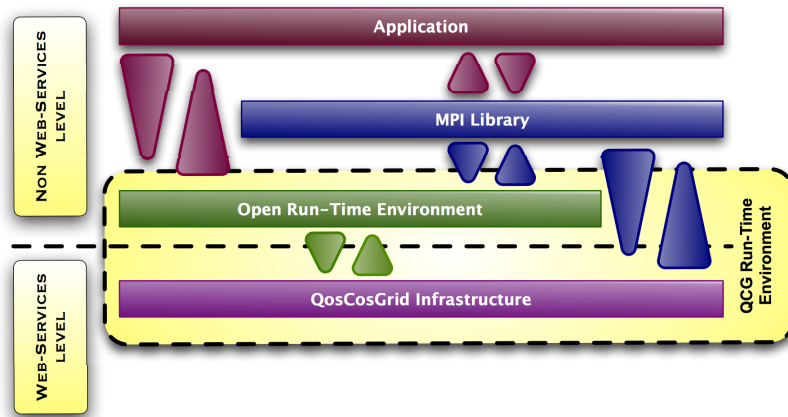 NON WEB-SERVICES
LEVEL
Application
MPI Library
Open Run-Time Environment
QCG Run-Time
Environment
WEB-SERVICES
LEVEL
QosCosGrid Infrastructure